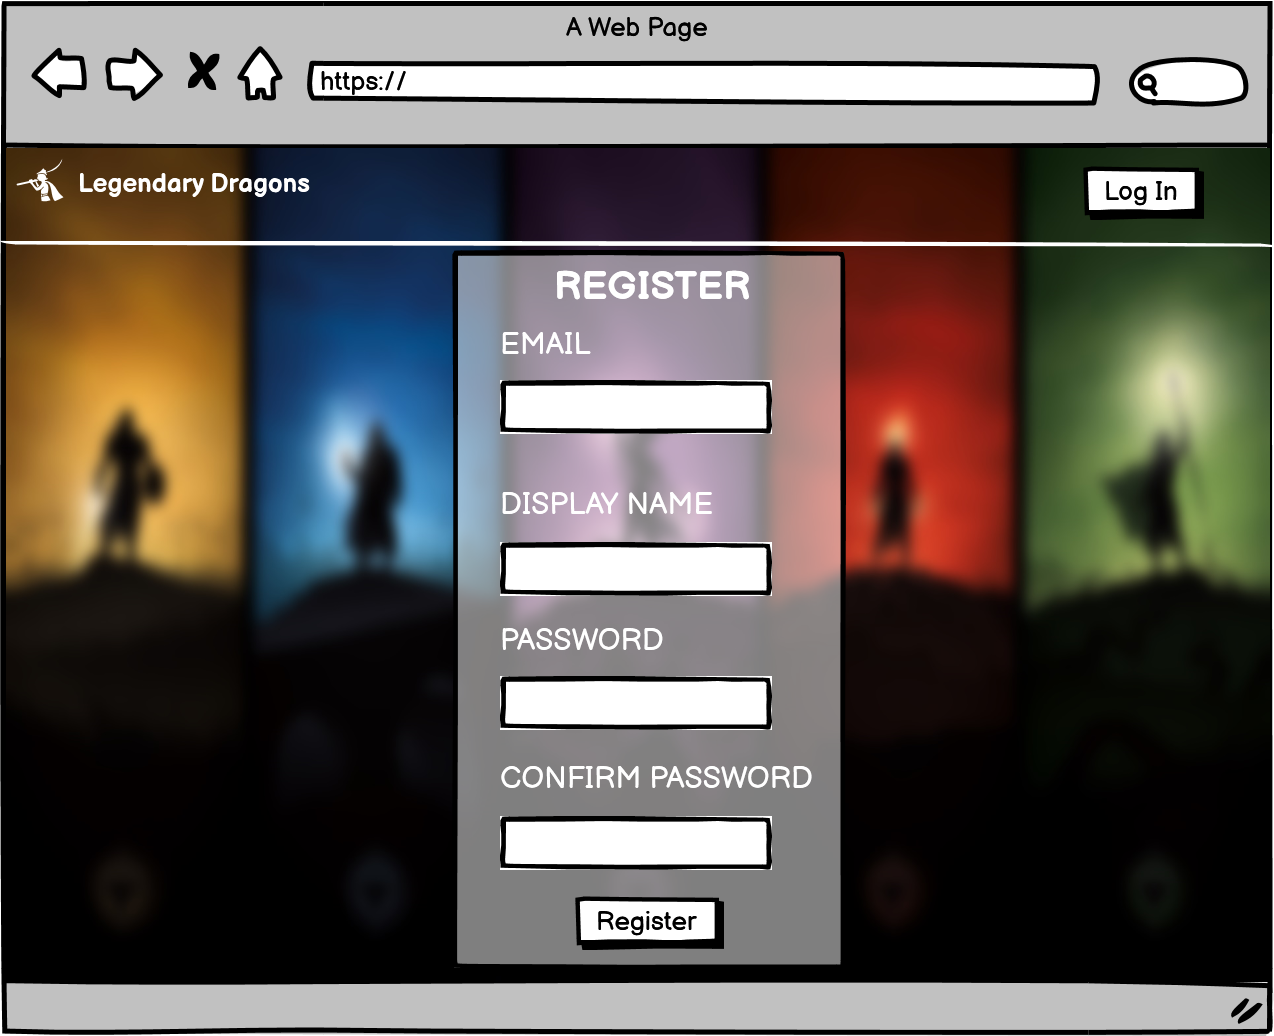 A Web Page
https://
Legendary Dragons
Log In
REGISTER
EMAIL
DISPLAY NAME
PASSWORD
CONFIRM PASSWORD
Register